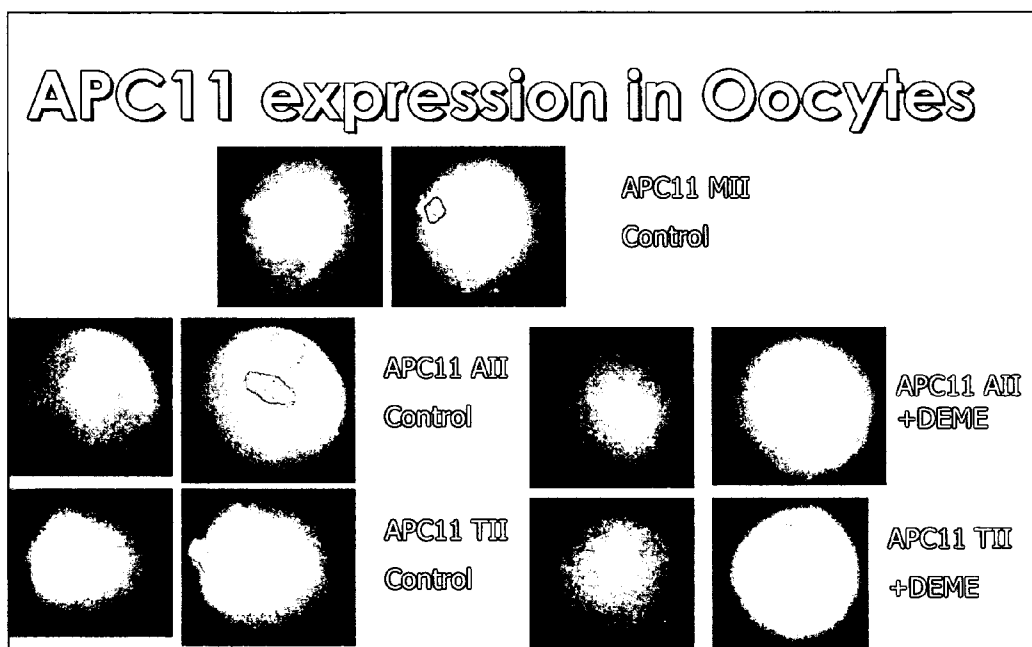 APC11 expression in Oocytes
APC11 MII
Control
APC11 AII
Control
APC11 AII
+DEME
APC11 TII
Control
APC11 TII
+DEME